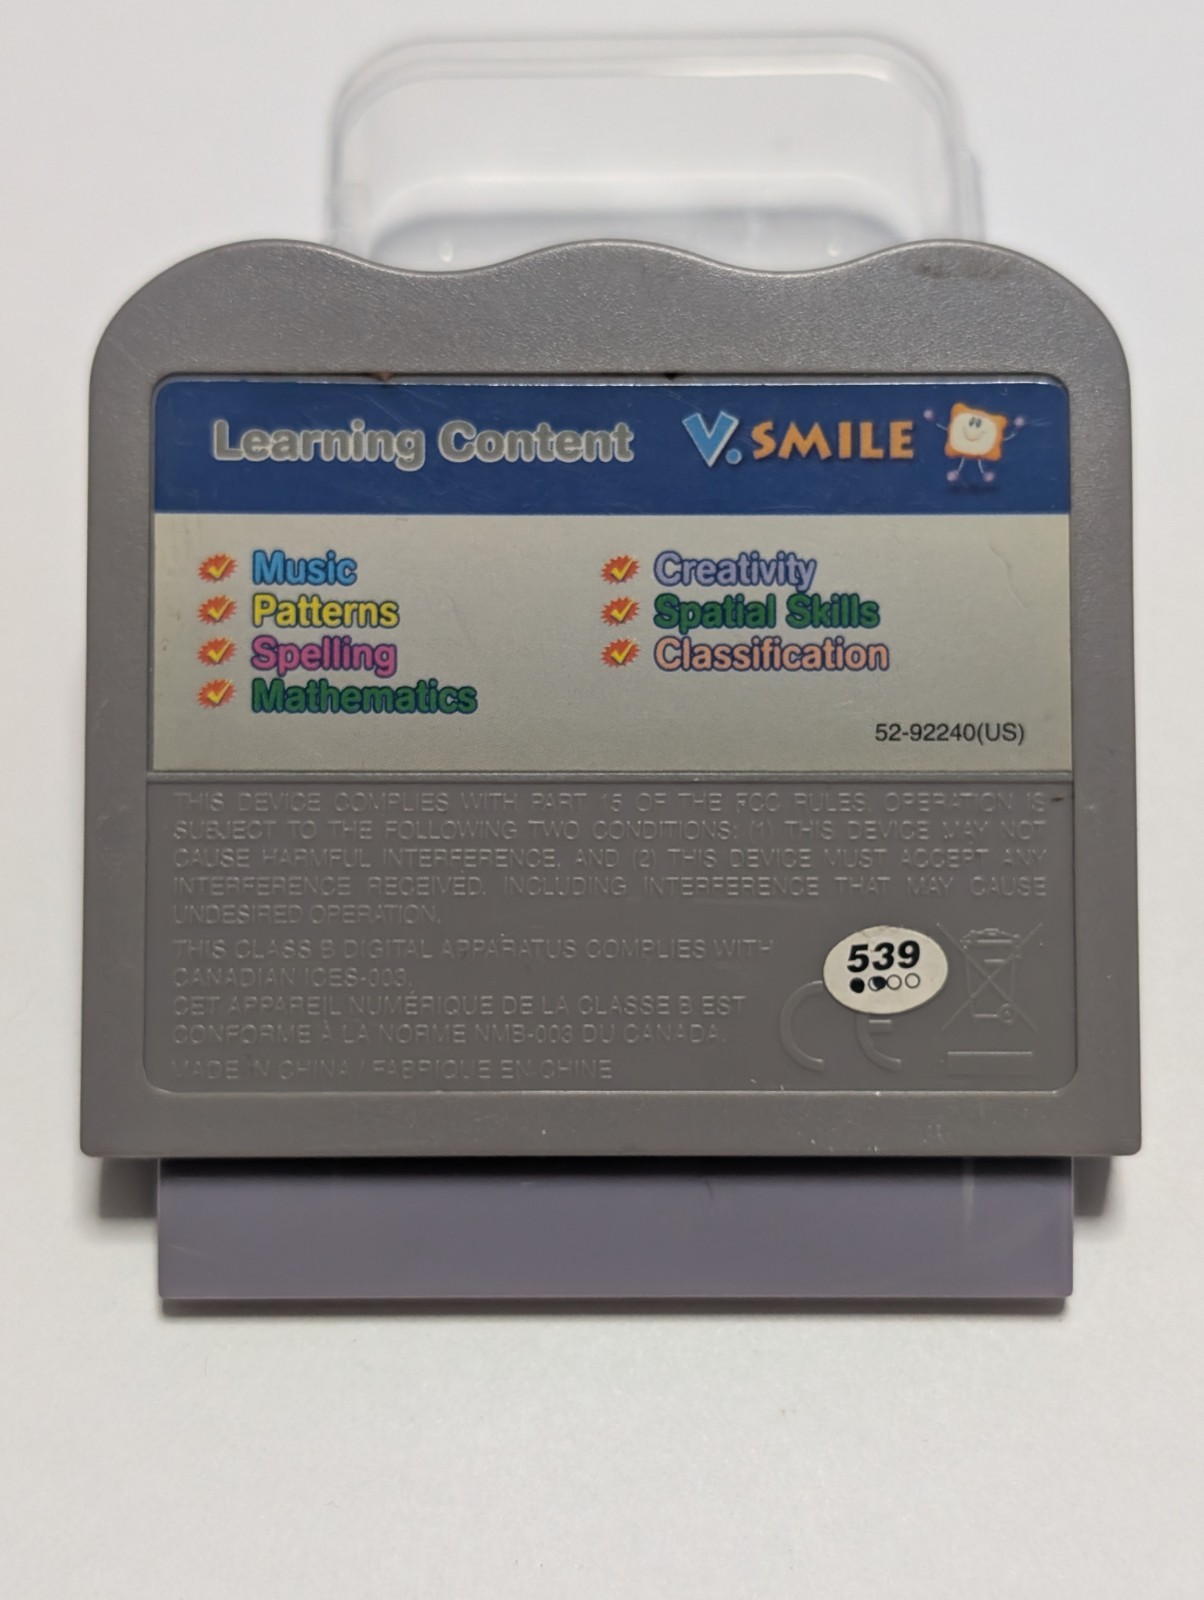 Learning Content
V.SMILE
Music
Patterns
Spelling
Mathematics
Creativity
Spatial Skills
Classification
52-92240(US)
THIS DEVICE COMPLIES WITH PART 15 OF THE FCC RULES. OPERATION IS
SUBJECT TO THE FOLLOWING TWO CONDITIONS: (1) THIS DEVICE MAY NOT
CAUSE HARMFUL INTERFERENCE, AND (2) THIS DEVICE MUST ACCEPT ANY
INTERFERENCE RECEIVED, INCLUDING INTERFERENCE THAT MAY CAUSE
UNDESIRED OPERATION.
THIS CLASS B DIGITAL APPARATUS COMPLIES WITH
CANADIAN ICES-003.
CET APPAREIL NUMÉRIQUE DE LA CLASSE B EST
CONFORME À LA NORME NMB-003 DU CANADA.
MADE IN CHINA / FABRIQUE EN CHINE
539
CE